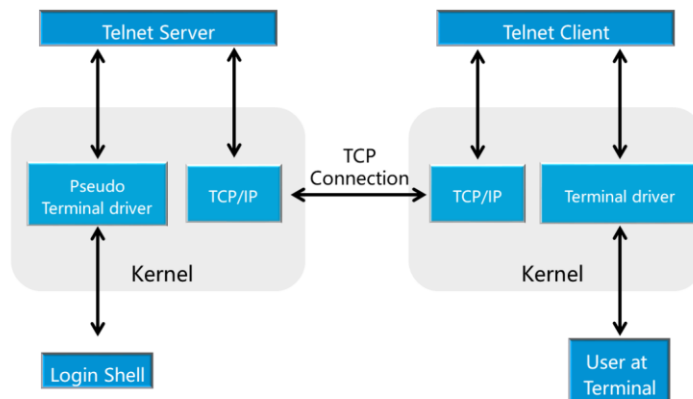 Telnet Server
Telnet Client
TCP
Connection
Pseudo
Terminal driver
TCP/IP
TCP/IP
Terminal driver
Kernel
Kernel
Login Shell
User at
Terminal